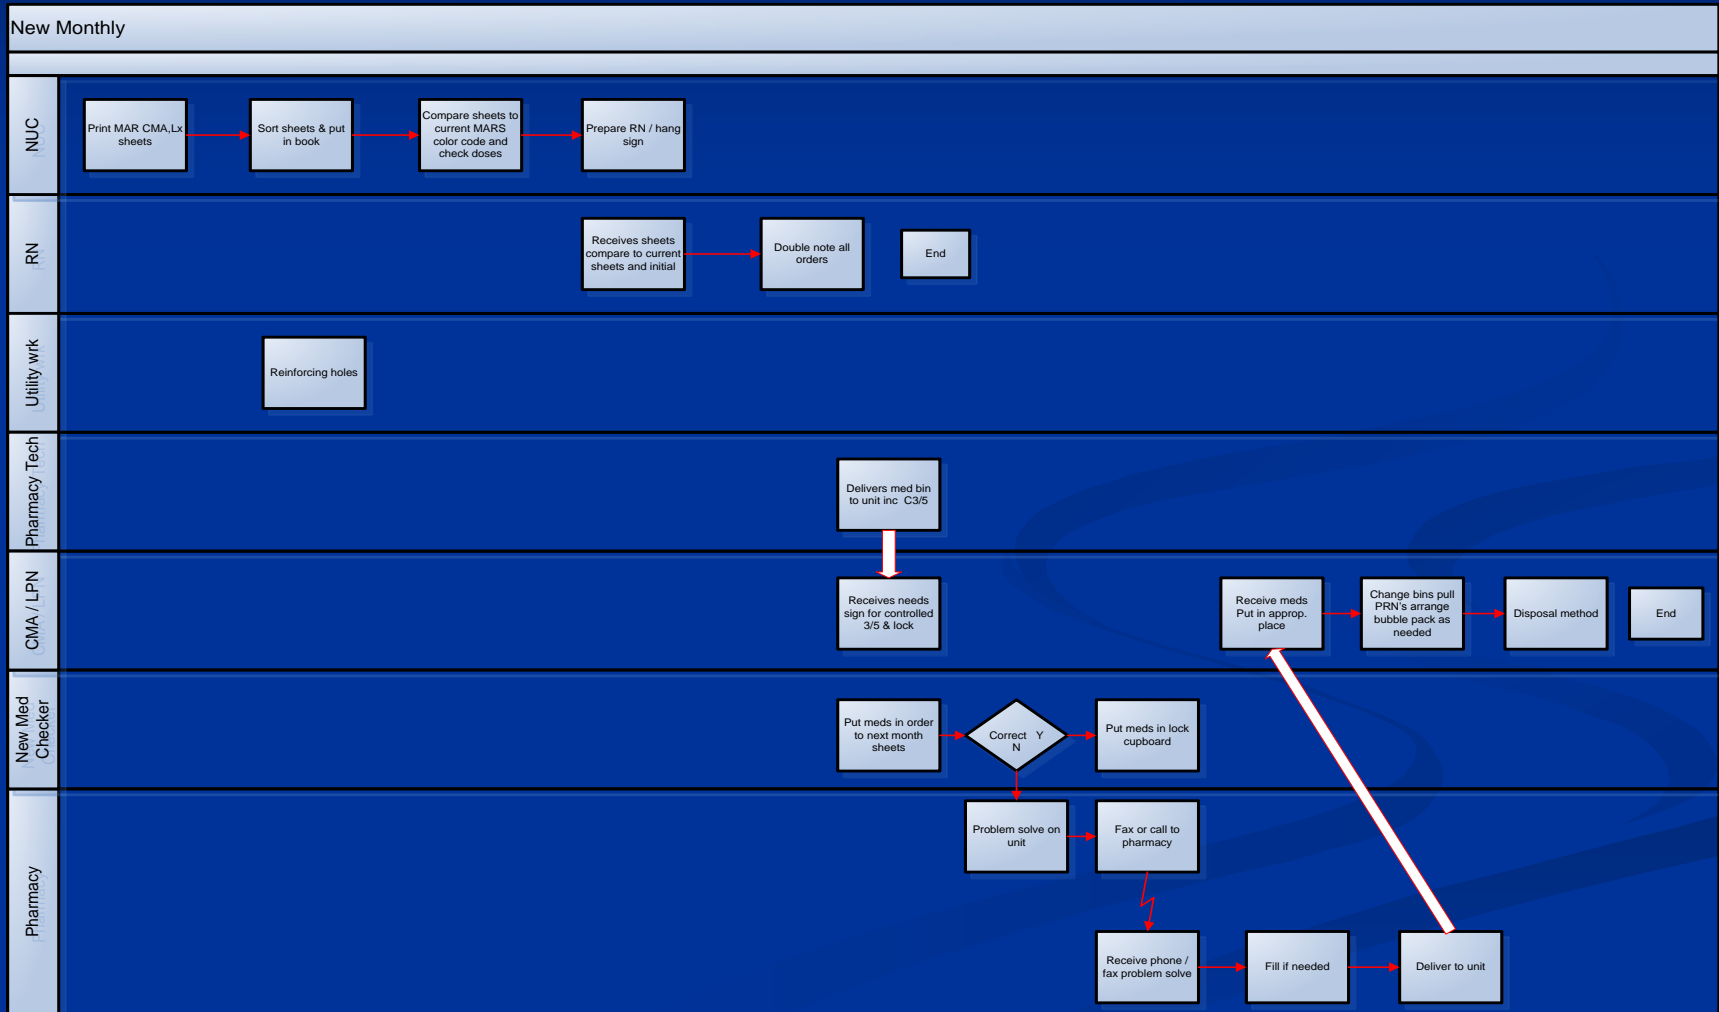 New Monthly
NUC
Print MAR CMA,Lx
sheets
Sort sheets & put
in book
Compare sheets to
current MARS
color code and
check doses
Prepare RN / hang
sign
RN
Receives sheets
compare to current
sheets and initial
Double note all
orders
End
Utility wrk
Reinforcing holes
Pharmacy Tech
Delivers med bin
to unit inc C3/5
CMA / LPN
Receives needs
sign for controlled
3/5 & lock
Receive meds
Put in approp.
place
Change bins pull
PRN's arrange
bubble pack as
needed
Disposal method
End
New Med
Checker
Put meds in order
to next month
sheets
Correct Y
N
Put meds in lock
cupboard
Pharmacy
Problem solve on
unit
Fax or call to
pharmacy
Receive phone /
fax problem solve
Fill if needed
Deliver to unit